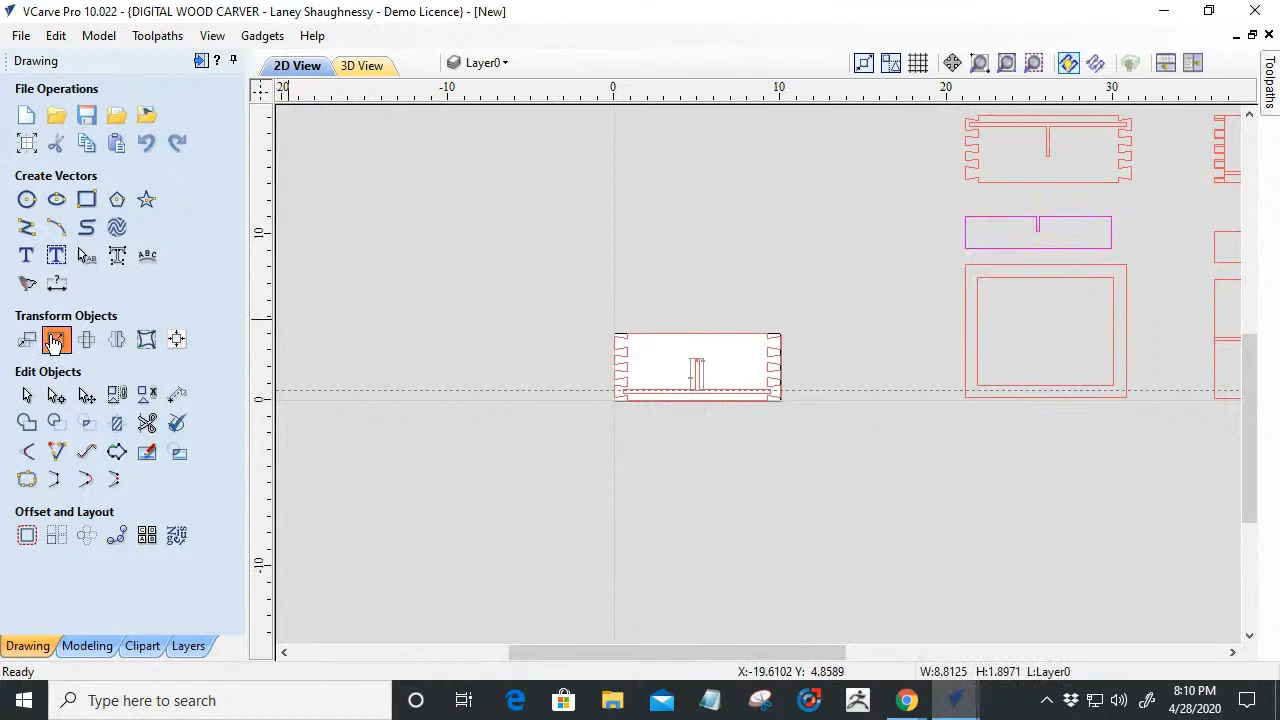 VCarve Pro 10.022 - {DIGITAL WOOD CARVER - Laney Shaughnessy - Demo Licence} - [New]
File Edit Model Toolpaths View Gadgets Help
Drawing
2D View 3D View Layer0
20 -10 0 10 20 30
Toolpaths
File Operations
Create Vectors
10
Transform Objects
Edit Objects
0
Offset and Layout
-10
Drawing Modeling Clipart Layers
Ready X:-19.6102 Y: 4.8589 W:8.8125 H:1.8971 L:Layer0
Type here to search
8:10 PM
4/28/2020